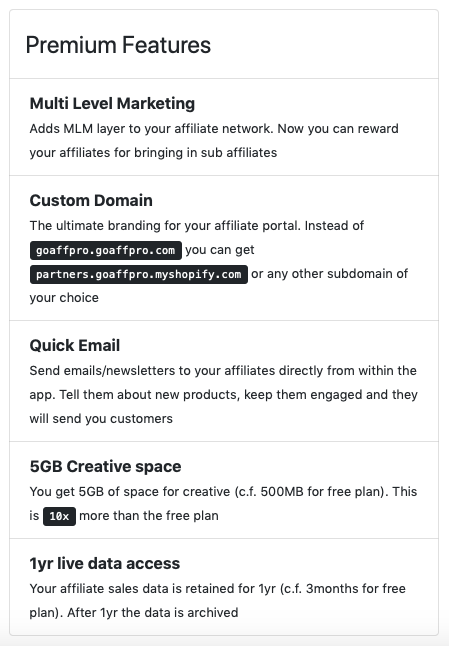 Premium Features
Multi Level Marketing
Adds MLM layer to your affiliate network. Now you can reward
your affiliates for bringing in sub affiliates
Custom Domain
The ultimate branding for your affiliate portal. Instead of
goaffpro.goaffpro.com you can get
partners.goaffpro.myshopify.com or any other subdomain of
your choice
Quick Email
Send emails/newsletters to your affiliates directly from within the
app. Tell them about new products, keep them engaged and they
will send you customers
5GB Creative space
You get 5GB of space for creative (c.f. 500MB for free plan). This
is 10x more than the free plan
1yr live data access
Your affiliate sales data is retained for 1yr (c.f. 3months for free
plan). After 1yr the data is archived